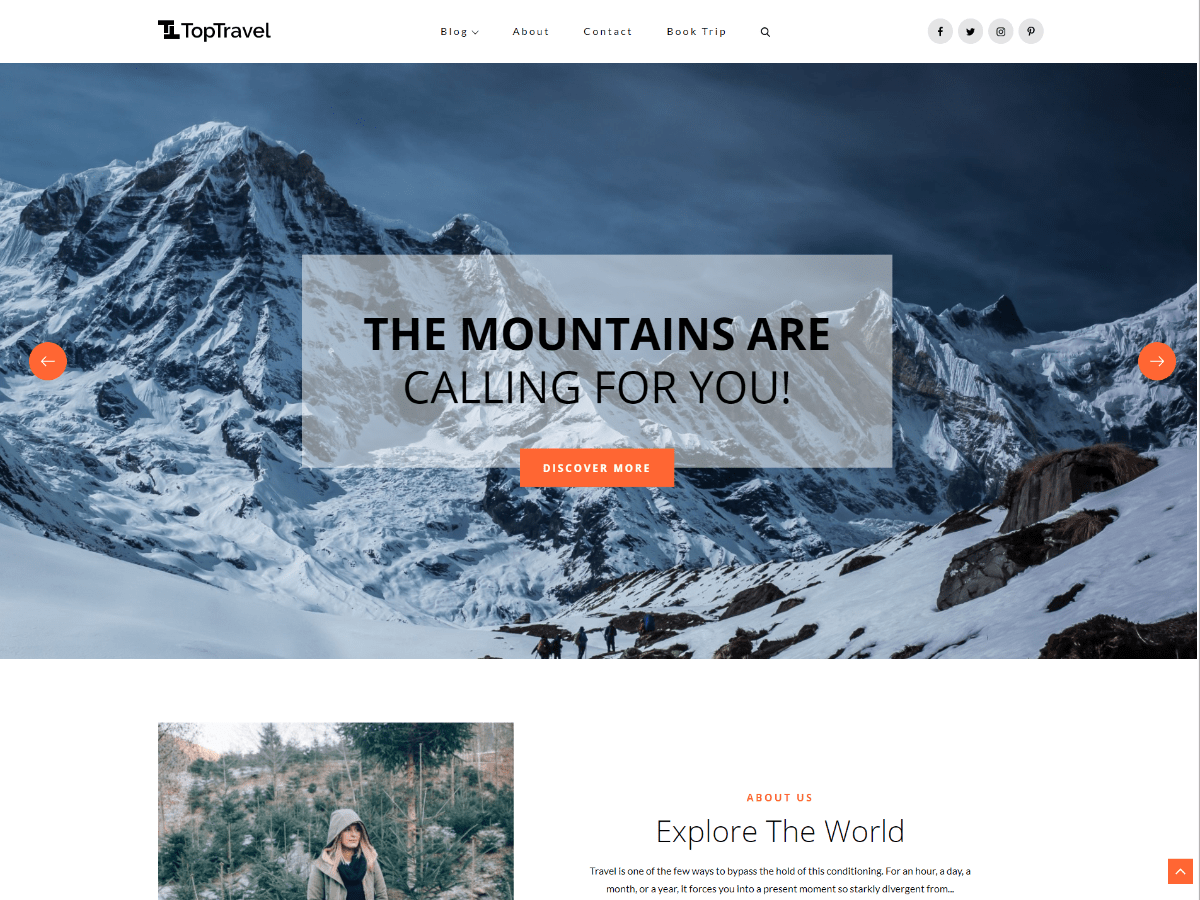 TopTravel
Blog
About
Contact
Book Trip
THE MOUNTAINS ARE
CALLING FOR YOU!
DISCOVER MORE
ABOUT US
Explore The World
Travel is one of the few ways to bypass the hold of this conditioning. For an hour, a day, a
month, or a year, it forces you into a present moment so starkly divergent from...